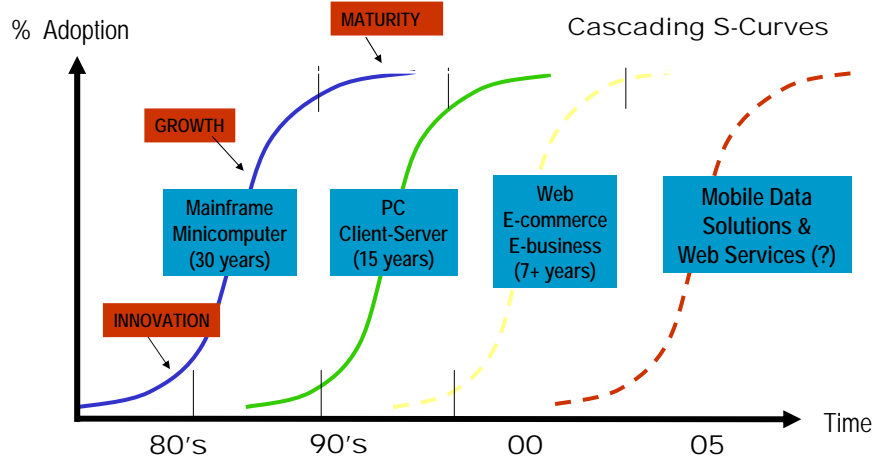 MATURITY
% Adoption
Cascading S-Curves
GROWTH
Mainframe
Minicomputer
(30 years)
PC
Client-Server
(15 years)
Web
E-commerce
E-business
(7+ years)
Mobile Data
Solutions &
Web Services (?)
INNOVATION
Time
80's
90's
00
05